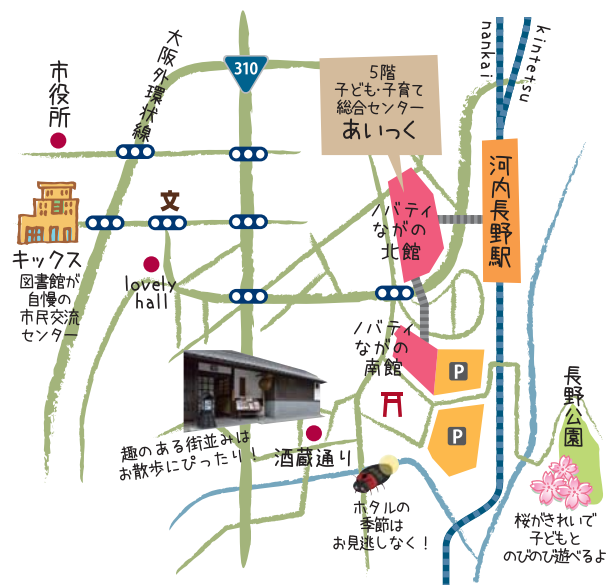 310
大阪外環状線
市役所
5階
子ども・子育て
総合センター
あいっく
nankai
kintetsu
河内長野駅
文
ノバティ
ながの
北館
キックス
図書館が
自慢の
市民交流
センター
lovely
hall
ノバティ
ながの
南館
P
P
長野公園
趣のある街並みは
お散歩にぴったり！
酒蔵通り
ホタルの
季節は
お見逃しなく！
桜がきれいで
子どもと
のびのび遊べるよ